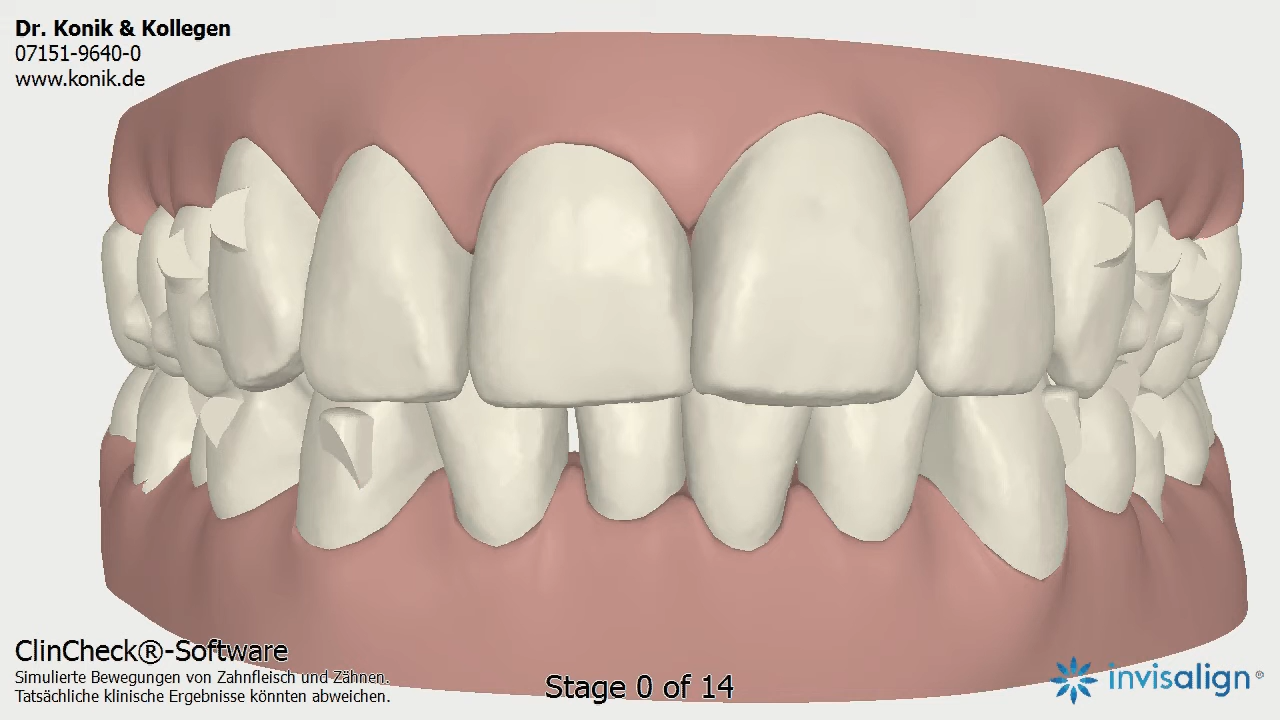 Dr. Konik & Kollegen
07151-9640-0
www.konik.de
ClinCheck®-Software
Simulierte Bewegungen von Zahnfleisch und Zähnen.
Tatsächliche klinische Ergebnisse könnten abweichen.
Stage 0 of 14
invisalign®